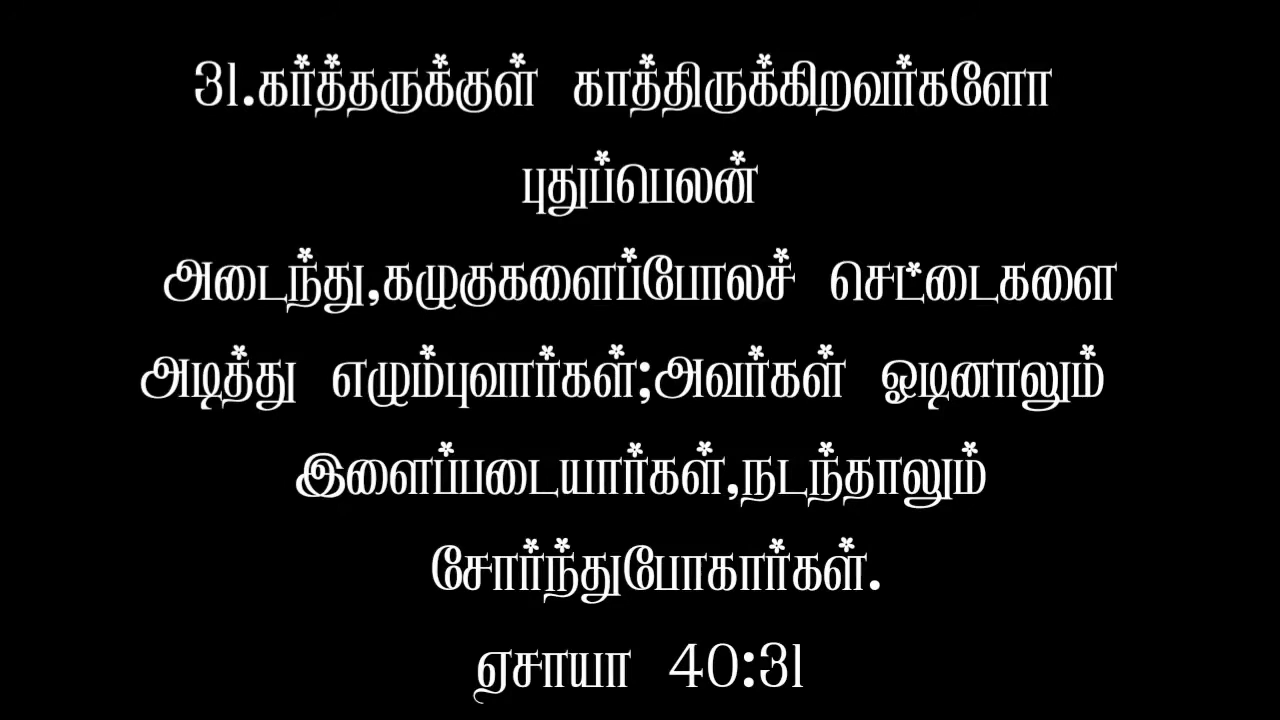 31.கர்த்தருக்குள் காத்திருக்கிறவர்களோ
புதுப்பெலன்
அடைந்து,கழுகுகளைப்போலச் செட்டைகளை
அடித்து எழும்புவார்கள்;அவர்கள் ஓடினாலும்
இளைப்படையார்கள்,நடந்தாலும்
சோர்ந்துபோகார்கள்.
ஏசாயா 40:31